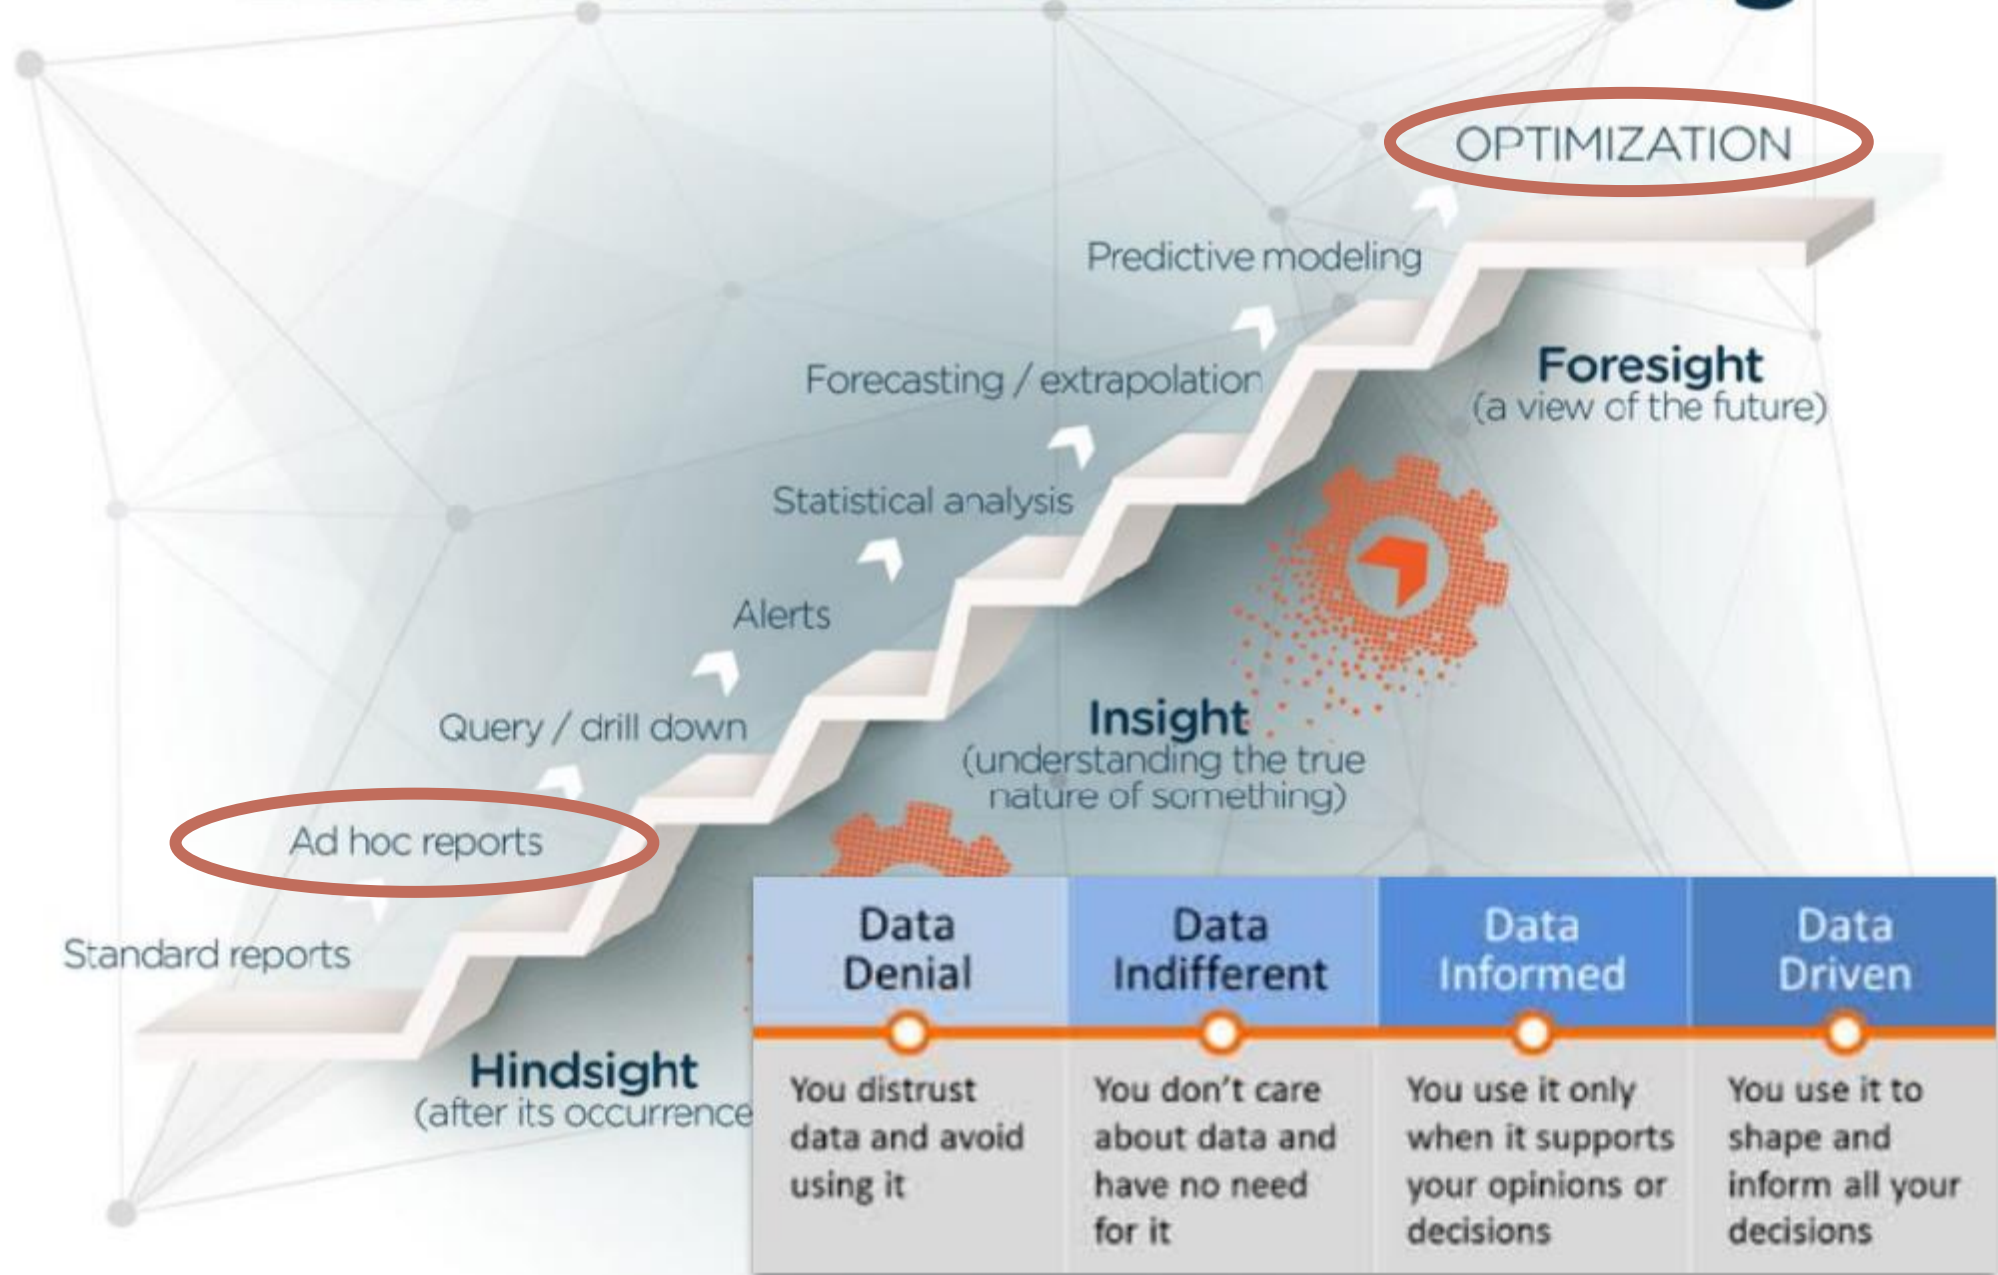 OPTIMIZATION
Predictive modeling
Foresight
(a view of the future)
Forecasting / extrapolation
Statistical analysis
Alerts
Insight
(understanding the true
nature of something)
Query / drill down
Ad hoc reports
Standard reports
Hindsight
(after its occurrence
Data
Denial
You distrust
data and avoid
using it
Data
Indifferent
You don't care
about data and
have no need
for it
Data
Informed
You use it only
when it supports
your opinions or
decisions
Data
Driven
You use it to
shape and
inform all your
decisions